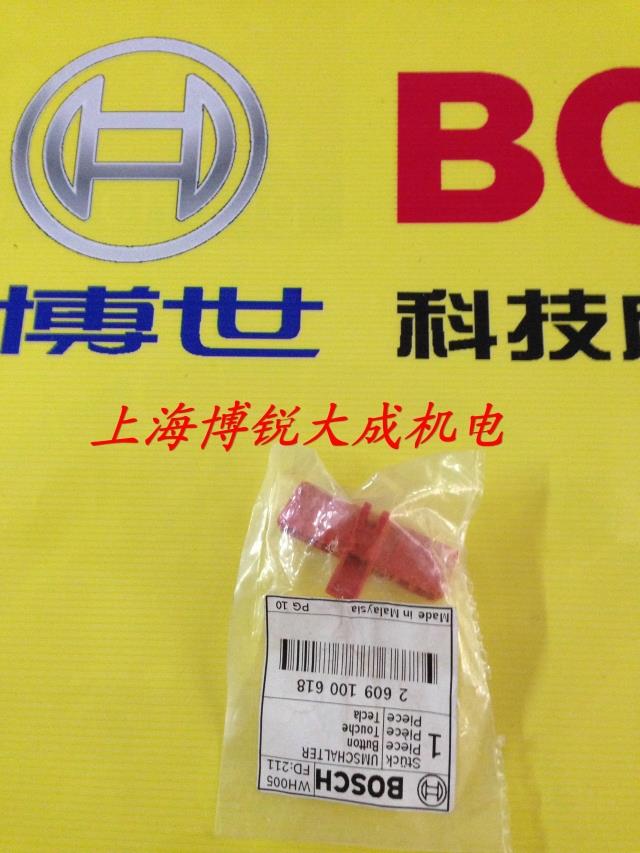 BO
博世
科技
上海博锐大成机电
BOSCH
WH005
FD:211
1
Stück UMSCHALTER
Piece Button
Pièce Touche
Piece Tecla
2 609 100 618
Made in Malaysia PG 10